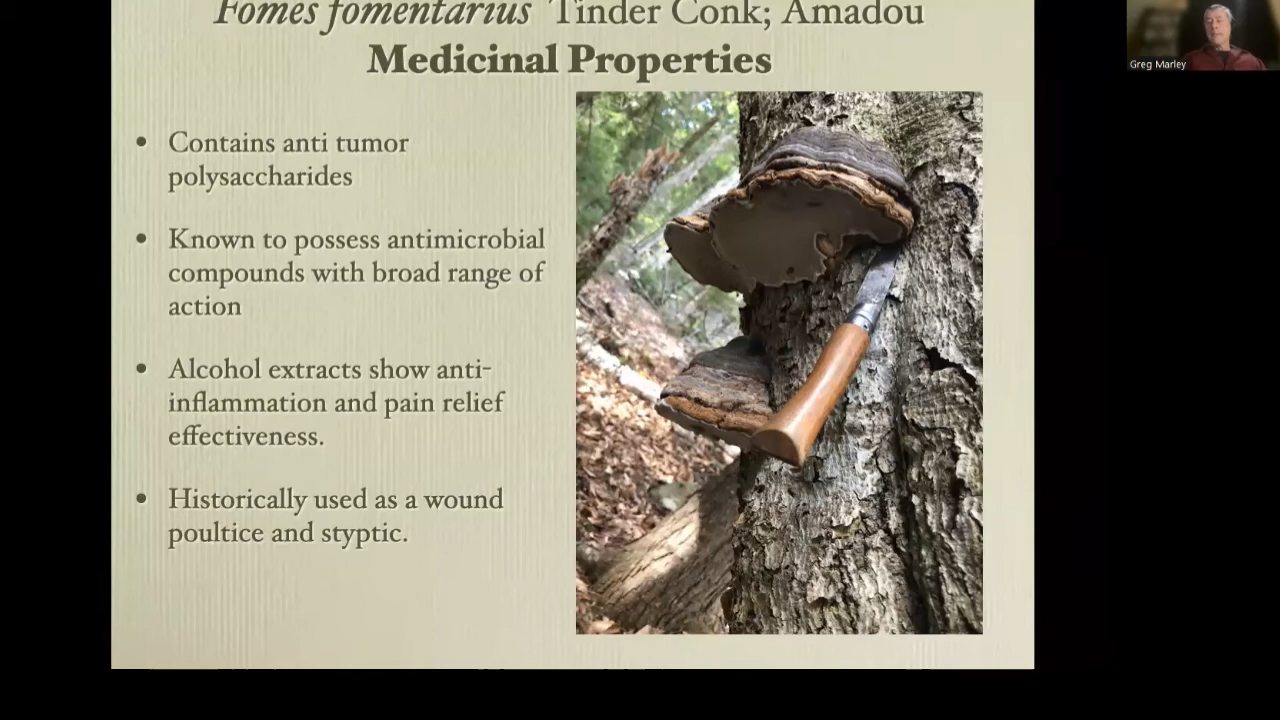 Fomes fomentarius Tinder Conk; Amadou
Medicinal Properties
Greg Marley
• Contains anti tumor
polysaccharides
• Known to possess antimicrobial
compounds with broad range of
action
• Alcohol extracts show anti-
inflammation and pain relief
effectiveness.
• Historically used as a wound
poultice and styptic.